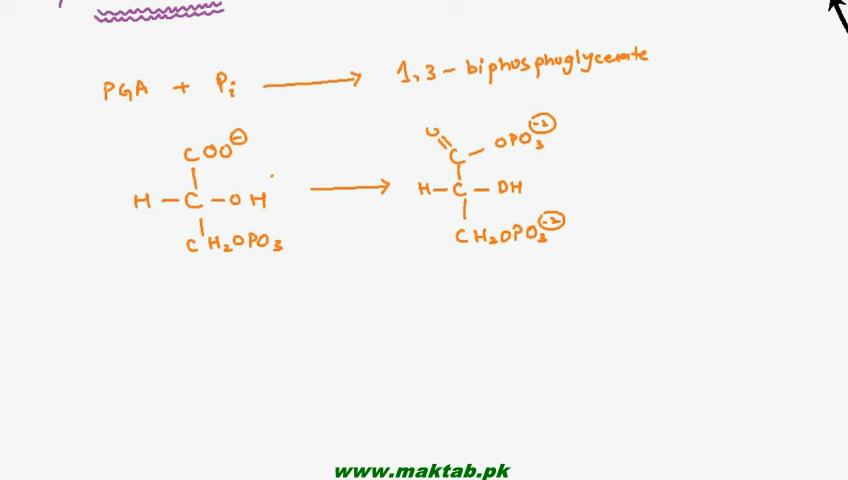 PGA + Pi → 1,3 - biphosphoglycerate
COO⊖
H - C - OH
CH₂OPO₃
→
O = C - OPO₃ -2
H - C - OH
CH₂OPO₃ -2
www.maktab.pk